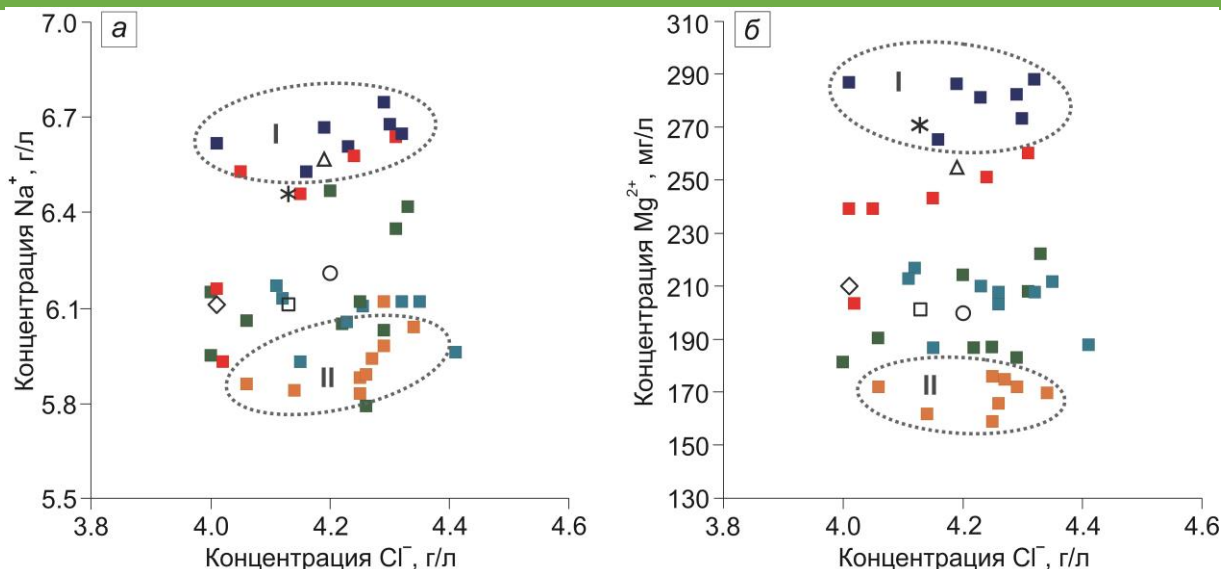 а
7.0
6.7
6.4
6.1
5.8
5.5
Концентрация Na⁺, г/л
I
II
3.8
4.0
4.2
4.4
4.6
Концентрация Cl⁻, г/л
б
310
290
270
250
230
210
190
170
150
130
Концентрация Mg²⁺, мг/л
I
II
3.8
4.0
4.2
4.4
4.6
Концентрация Cl⁻, г/л